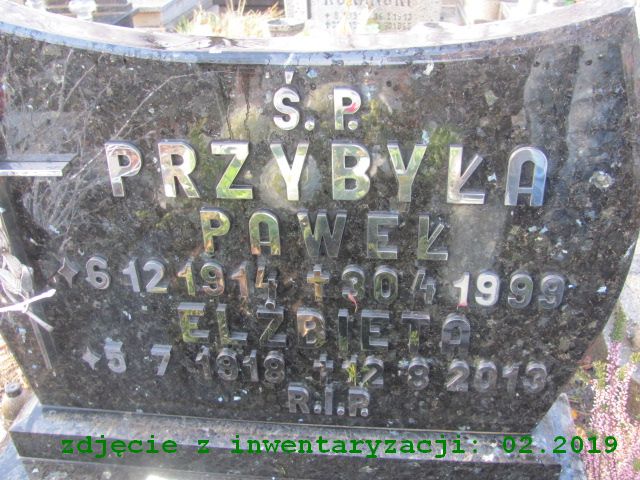 Ś. P.
PRZYBYŁA
PAWEŁ
6 12 1914 + 30 4 1999
ELŻBIETA
5 7 1918 + 12 8 2013
R.I.P.
zdjęcie z inwentaryzacji: 02.2019